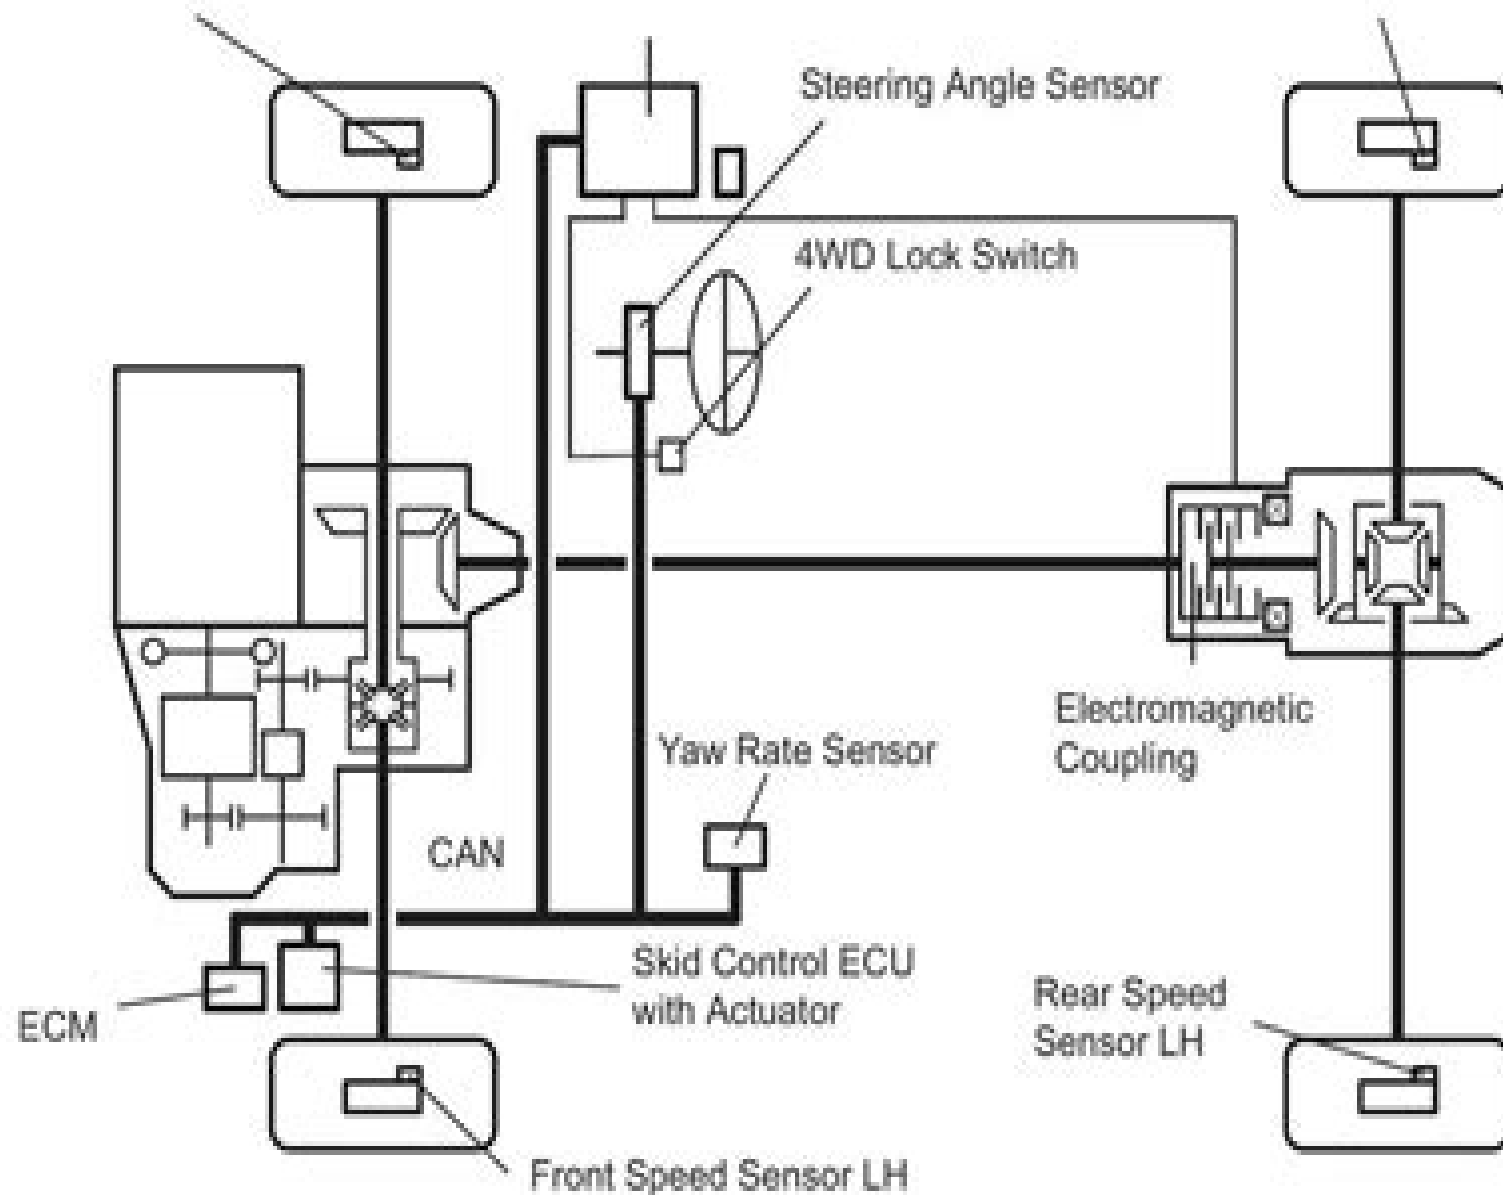 Steering Angle Sensor
4WD Lock Switch
Electromagnetic
Coupling
Yaw Rate Sensor
CAN
Skid Control ECU
with Actuator
Rear Speed
Sensor LH
ECM
Front Speed Sensor LH